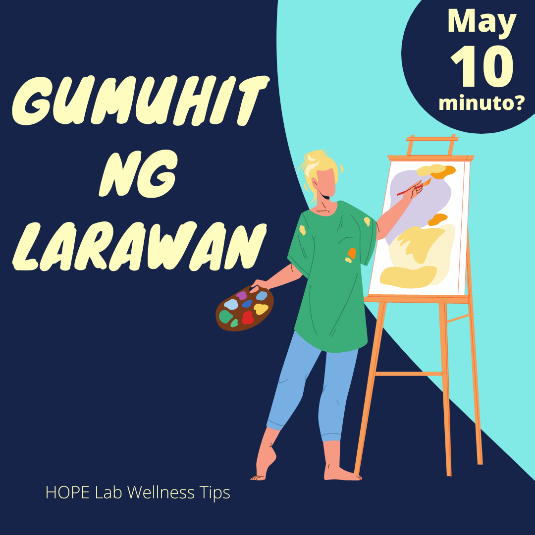 May
10
minuto?
GUMUHIT
NG
LARAWAN
HOPE Lab Wellness Tips